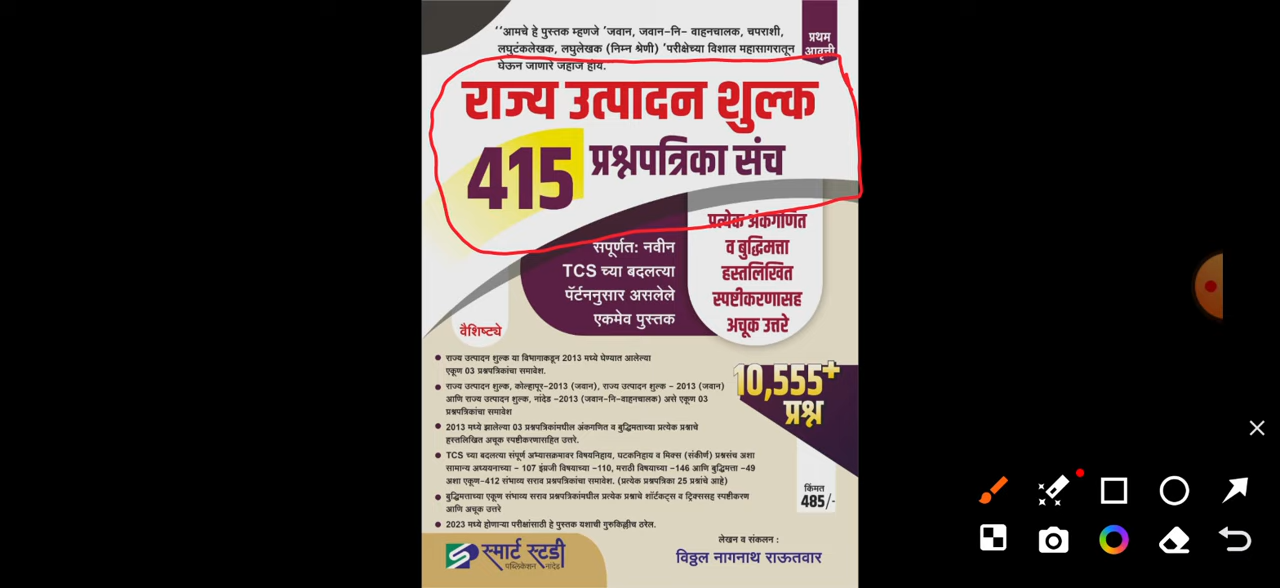 ‘‘आमचे हे पुस्तक म्हणजे ‘जवान, जवान-नि- वाहनचालक, चपराशी,
लघुटंकलेखक, लघुलेखक (निम्न श्रेणी) ‘परीक्षेच्या विशाल महासागरातून
घेऊन जाणारे जहाज होय.
प्रथम
आवृत्ती
राज्य उत्पादन शुल्क
415 प्रश्नपत्रिका संच
संपूर्णत: नवीन
TCS च्या बदलत्या
पॅर्टननुसार असलेले
एकमेव पुस्तक
प्रत्येक अंकगणित
व बुद्धिमत्ता
हस्तलिखित
स्पष्टीकरणासह
अचूक उत्तरे
वैशिष्ट्ये
राज्य उत्पादन शुल्क या विभागाकडून 2013 मध्ये घेण्यात आलेल्या
एकूण 03 प्रश्नपत्रिकांचा समावेश.
राज्य उत्पादन शुल्क, कोल्हापूर-2013 (जवान), राज्य उत्पादन शुल्क - 2013 (जवान)
आणि राज्य उत्पादन शुल्क, नांदेड -2013 (जवान-नि-वाहनचालक) असे एकूण 03
प्रश्नपत्रिकांचा समावेश
2013 मध्ये झालेल्या 03 प्रश्नपत्रिकांमधील अंकगणित व बुद्धिमत्ताच्या प्रत्येक प्रश्नाचे
हस्तलिखित अचूक स्पष्टीकरणासहित उत्तरे.
TCS च्या बदलत्या संपूर्ण अभ्यासक्रमावर विषयनिहाय, घटकनिहाय व मिक्स (संकीर्ण) प्रश्नसंच अशा
सामान्य अध्ययनाच्या - 107 इंग्रजी विषयाच्या -110, मराठी विषयाच्या -146 आणि बुद्धिमत्ता -49
अशा एकूण-412 संभाव्य सराव प्रश्नपत्रिकांचा समावेश. (प्रत्येक प्रश्नपत्रिका 25 प्रश्नांचे आहे)
बुद्धिमत्ताच्या एकूण संभाव्य सराव प्रश्नपत्रिकांमधील प्रत्येक प्रश्नाचे शॉर्टकट्स व ट्रिक्ससह स्पष्टीकरण
आणि अचूक उत्तरे
2023 मध्ये होणाऱ्या परीक्षांसाठी हे पुस्तक यशाची गुरुकिल्लीच ठरेल.
10,555+
प्रश्न
किंमत
485/-
स्मार्ट स्टडी
पब्लिकेशन नांदेड
लेखन व संकलन :
विठ्ठल नागनाथ राऊतवार